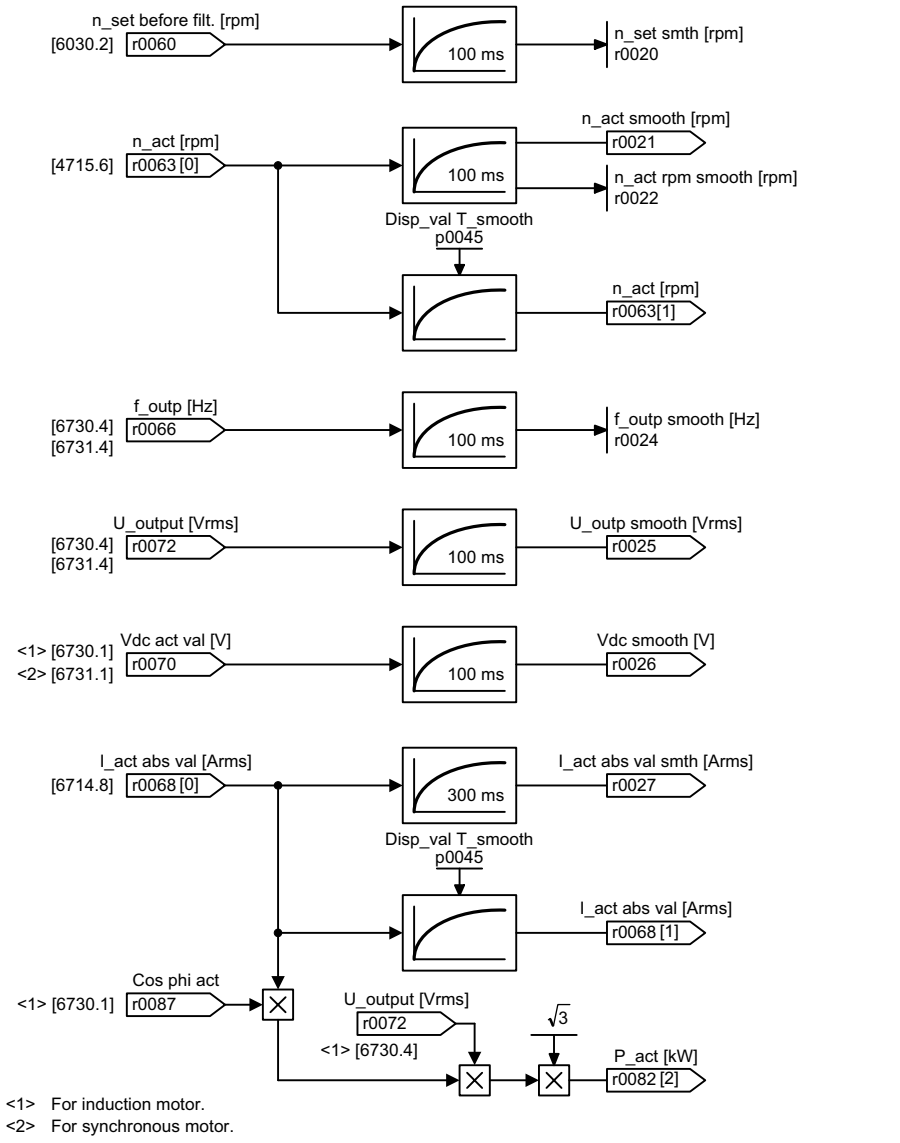 n_set before filt. [rpm]
[6030.2] r0060
100 ms
n_set smth [rpm]
r0020
n_act [rpm]
[4715.6] r0063 [0]
100 ms
n_act smooth [rpm]
r0021
n_act rpm smooth [rpm]
r0022
Disp_val T_smooth
p0045
n_act [rpm]
r0063[1]
f_outp [Hz]
[6730.4] r0066
[6731.4]
100 ms
f_outp smooth [Hz]
r0024
U_output [Vrms]
[6730.4] r0072
[6731.4]
100 ms
U_outp smooth [Vrms]
r0025
Vdc act val [V]
<1> [6730.1]
<2> [6731.1]
r0070
100 ms
Vdc smooth [V]
r0026
I_act abs val [Arms]
[6714.8] r0068 [0]
300 ms
I_act abs val smth [Arms]
r0027
Disp_val T_smooth
p0045
I_act abs val [Arms]
r0068 [1]
Cos phi act
<1> [6730.1] r0087
U_output [Vrms]
r0072
<1> [6730.4]
√3
P_act [kW]
r0082 [2]
<1> For induction motor.
<2> For synchronous motor.